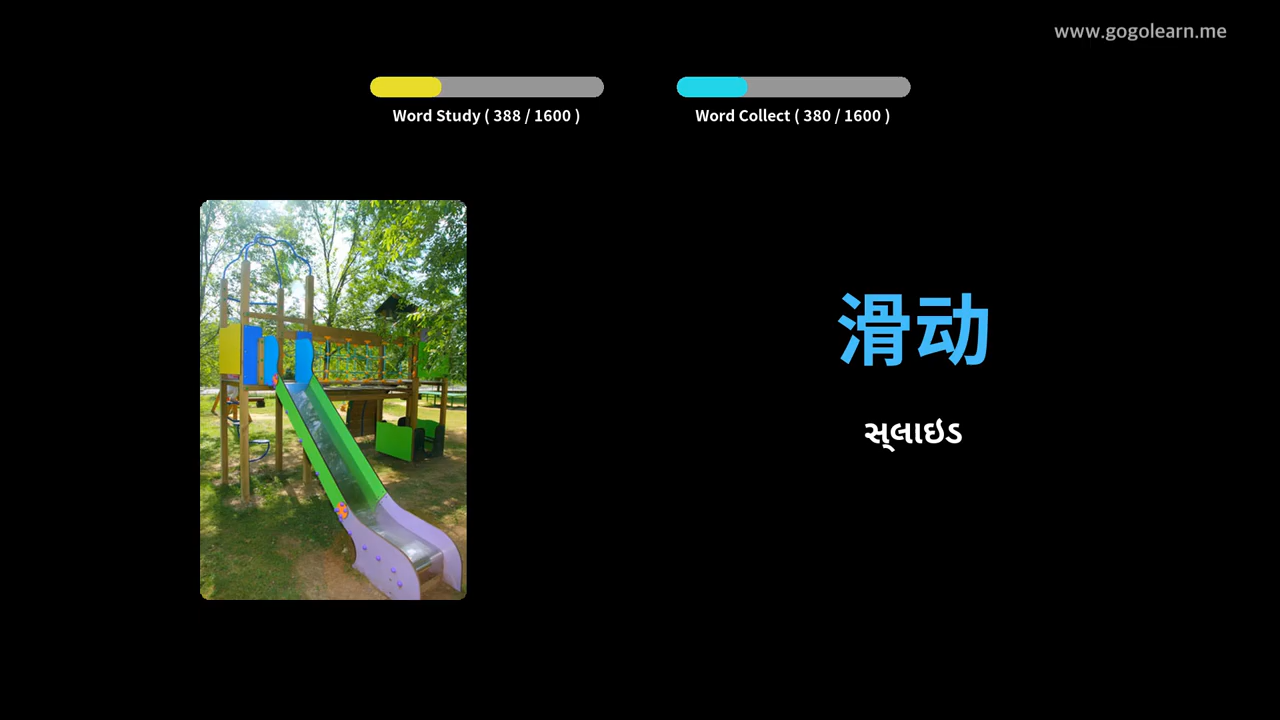 www.gogolearn.me
Word Study ( 388 / 1600 )
Word Collect ( 380 / 1600 )
滑动
સ્લાઇડ